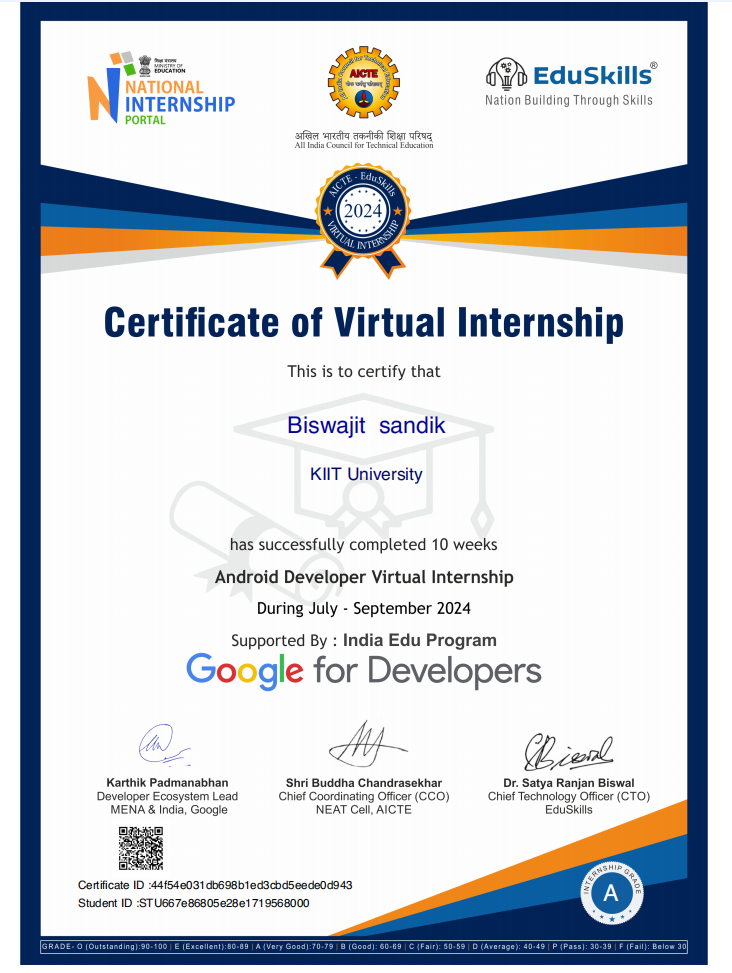 शिक्षा मंत्रालय
MINISTRY OF
EDUCATION
NATIONAL
INTERNSHIP
PORTAL
All India Council for Technical Education
AICTE
अखिल भारतीय तकनीकी शिक्षा परिषद्
All India Council for Technical Education
EduSkills®
Nation Building Through Skills
AICTE - EduSkills
2024
VIRTUAL INTERNSHIP
Certificate of Virtual Internship
This is to certify that
Biswajit sandik
KIIT University
has successfully completed 10 weeks
Android Developer Virtual Internship
During July - September 2024
Supported By : India Edu Program
Google for Developers
Karthik Padmanabhan
Developer Ecosystem Lead
MENA & India, Google
Shri Buddha Chandrasekhar
Chief Coordinating Officer (CCO)
NEAT Cell, AICTE
Dr. Satya Ranjan Biswal
Chief Technology Officer (CTO)
EduSkills
Certificate ID :44f54e031db698b1ed3cbd5eede0d943
Student ID :STU667e86805e28e1719568000
INTERNSHIP GRADE
A
GRADE- O (Outstanding):90-100 | E (Excellent):80-89 | A (Very Good):70-79 | B (Good): 60-69 | C (Fair): 50-59 | D (Average): 40-49 | P (Pass): 30-39 | F (Fail): Below 30